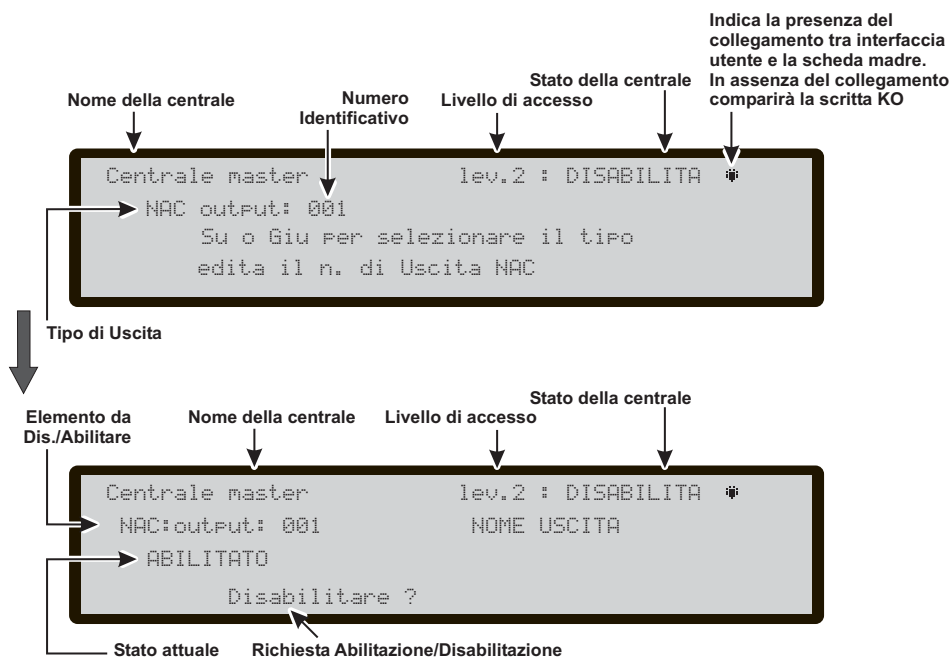 Indica la presenza del
collegamento tra interfaccia
utente e la scheda madre.
In assenza del collegamento
comparirà la scritta KO
Stato della centrale
Nome della centrale
Numero
Identificativo
Livello di accesso
Centrale master lev.2 : DISABILITA
NAC output: 001
Su o Giu per selezionare il tipo
edita il n. di Uscita NAC
Tipo di Uscita
Elemento da
Dis./Abilitare
Nome della centrale
Livello di accesso
Stato della centrale
Centrale master lev.2 : DISABILITA
NAC:output: 001 NOME USCITA
ABILITATO
Disabilitare ?
Stato attuale
Richiesta Abilitazione/Disabilitazione